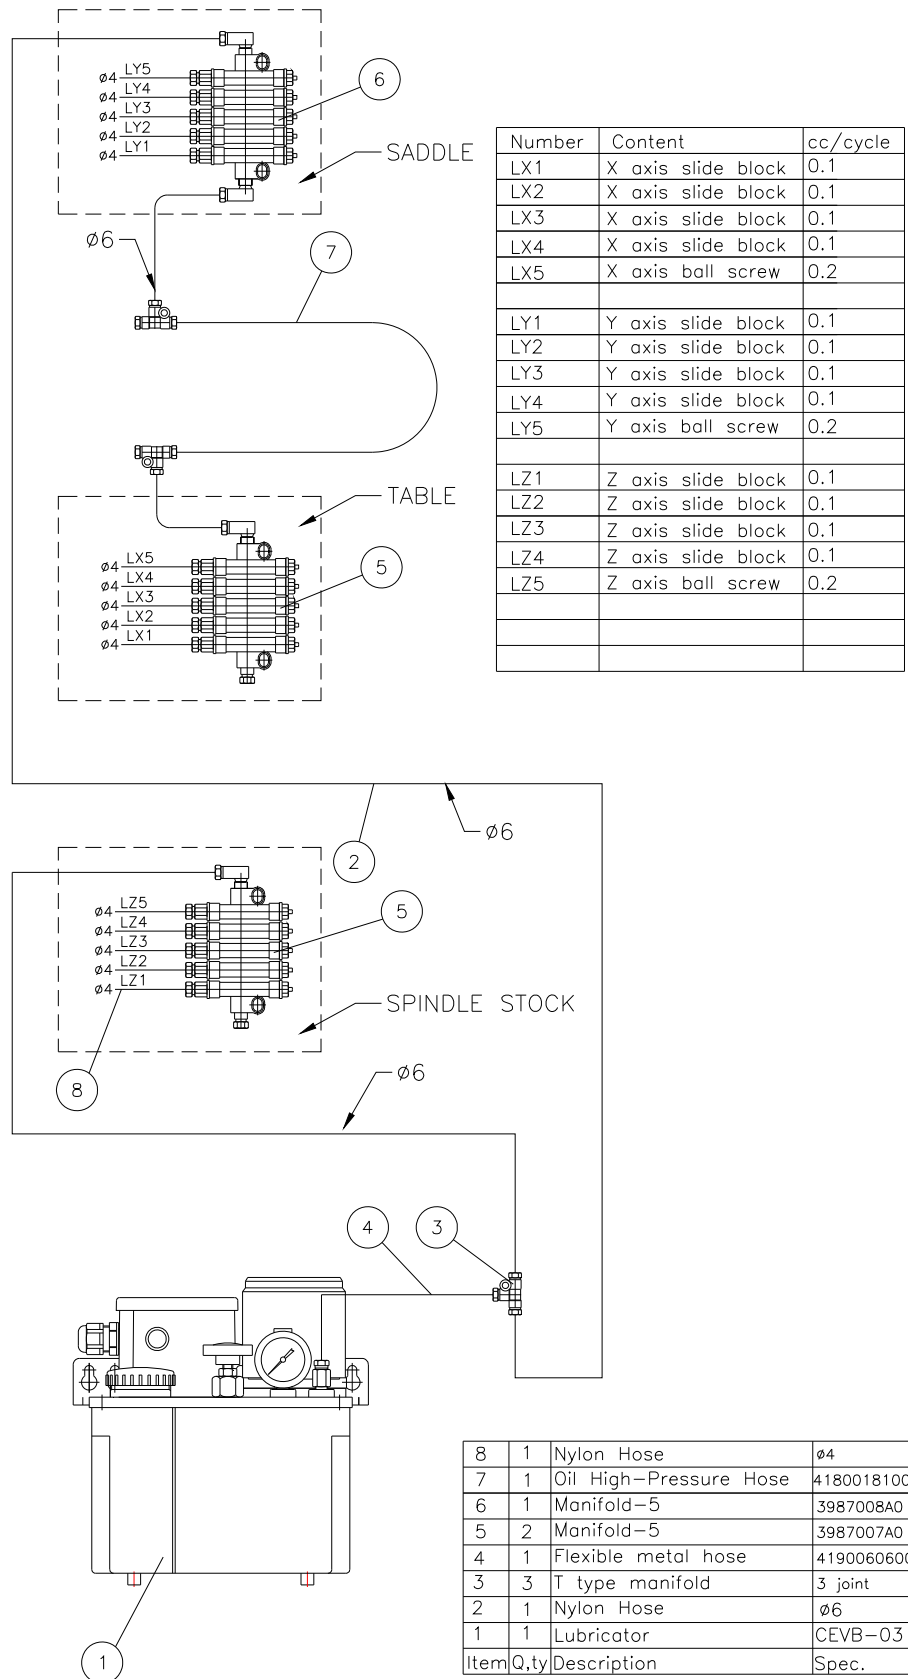 ø4 LY5
ø4 LY4
ø4 LY3
ø4 LY2
ø4 LY1
6
SADDLE
Ø6
7
TABLE
ø4 LX5
ø4 LX4
ø4 LX3
ø4 LX2
ø4 LX1
5
Number Content cc/cycle
LX1 X axis slide block 0.1
LX2 X axis slide block 0.1
LX3 X axis slide block 0.1
LX4 X axis slide block 0.1
LX5 X axis ball screw 0.2
LY1 Y axis slide block 0.1
LY2 Y axis slide block 0.1
LY3 Y axis slide block 0.1
LY4 Y axis slide block 0.1
LY5 Y axis ball screw 0.2
LZ1 Z axis slide block 0.1
LZ2 Z axis slide block 0.1
LZ3 Z axis slide block 0.1
LZ4 Z axis slide block 0.1
LZ5 Z axis ball screw 0.2
Ø6
2
ø4 LZ5
ø4 LZ4
ø4 LZ3
ø4 LZ2
ø4 LZ1
5
SPINDLE STOCK
8
Ø6
4
3
1
8 1 Nylon Hose ø4
7 1 Oil High-Pressure Hose 4180018100
6 1 Manifold-5 3987008A0
5 2 Manifold-5 3987007A0
4 1 Flexible metal hose 4190060600
3 3 T type manifold 3 joint
2 1 Nylon Hose ø6
1 1 Lubricator CEVB-03
Item Q,ty Description Spec.